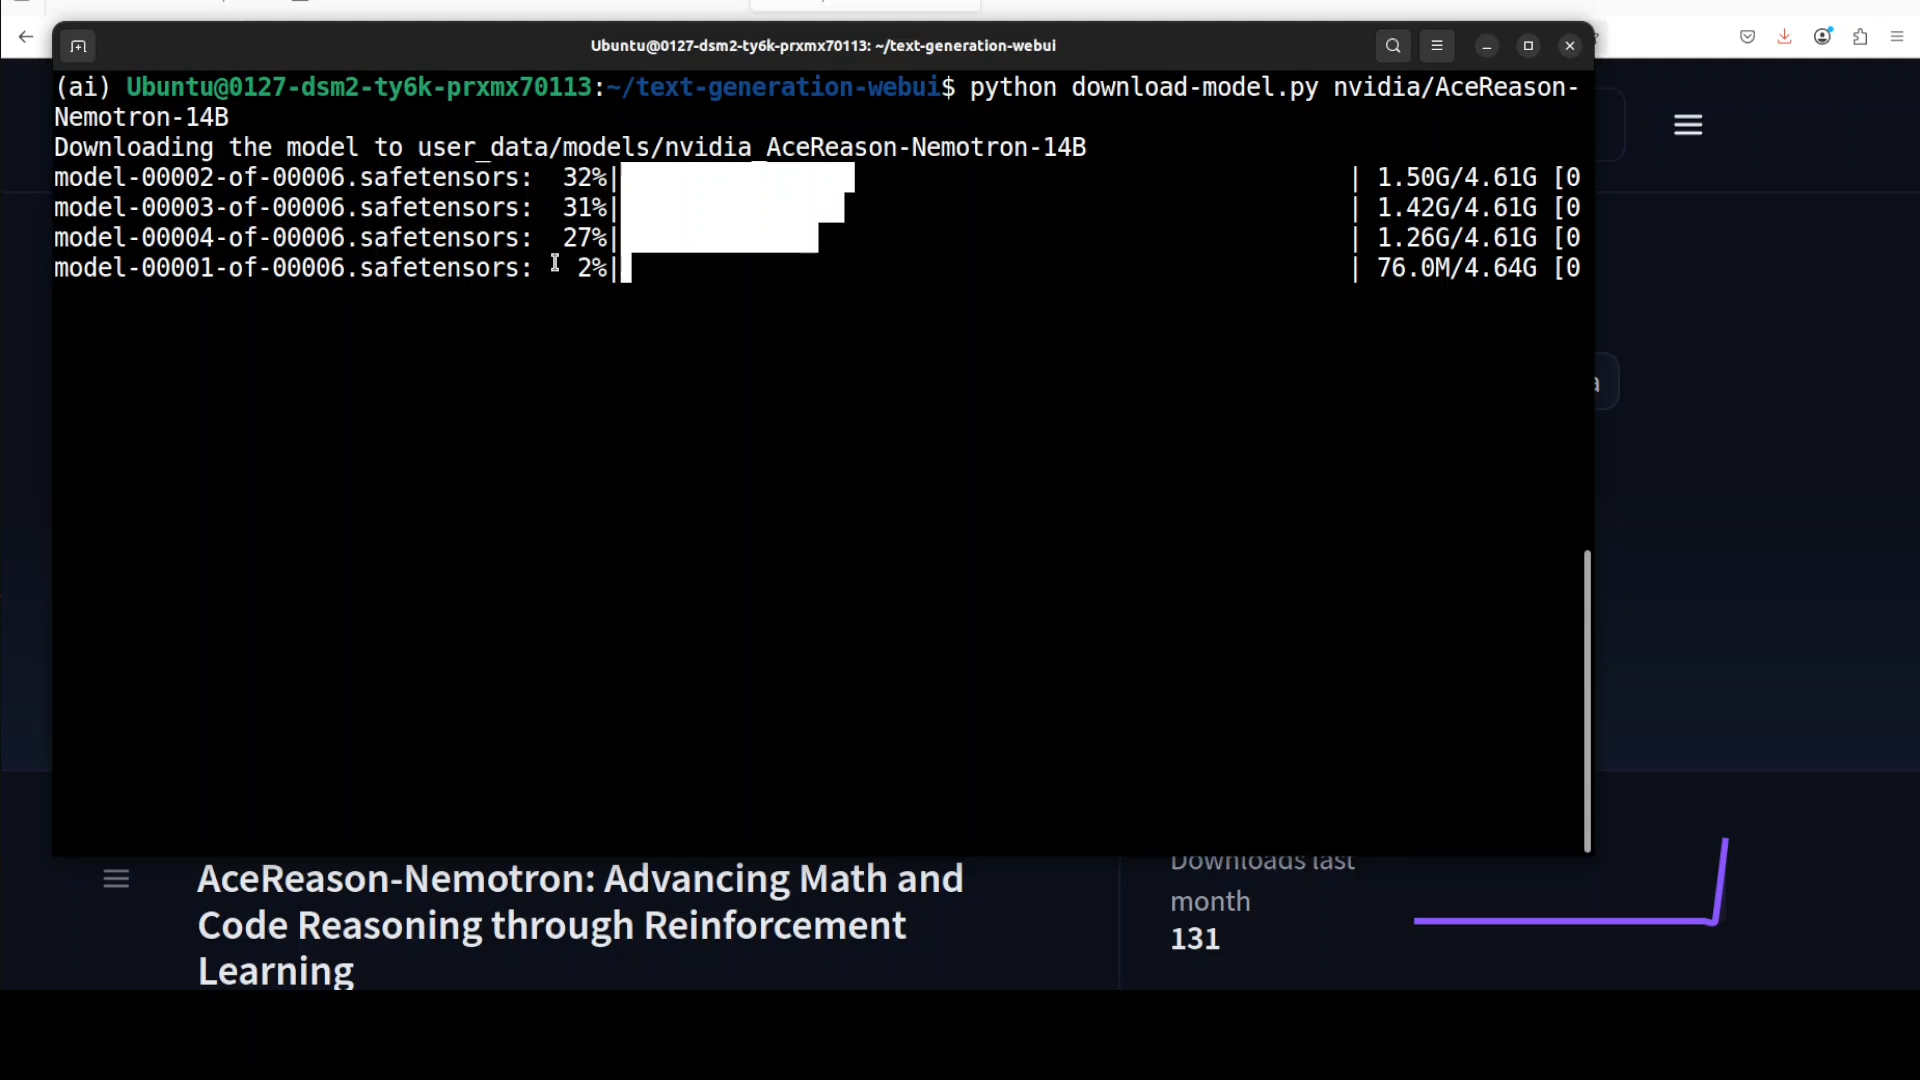 Ubuntu@0127-dsm2-ty6k-prxmx70113: ~/text-generation-webui
(ai) Ubuntu@0127-dsm2-ty6k-prxmx70113:~/text-generation-webui$ python download-model.py nvidia/AceReason-
Nemotron-14B
Downloading the model to user_data/models/nvidia_AceReason-Nemotron-14B
model-00002-of-00006.safetensors:  32%| | 1.50G/4.61G [0
model-00003-of-00006.safetensors:  31%| | 1.42G/4.61G [0
model-00004-of-00006.safetensors:  27%| | 1.26G/4.61G [0
model-00001-of-00006.safetensors:   2%| | 76.0M/4.64G [0
a
AceReason-Nemotron: Advancing Math and
Code Reasoning through Reinforcement
Learning
Downloads last
month
131